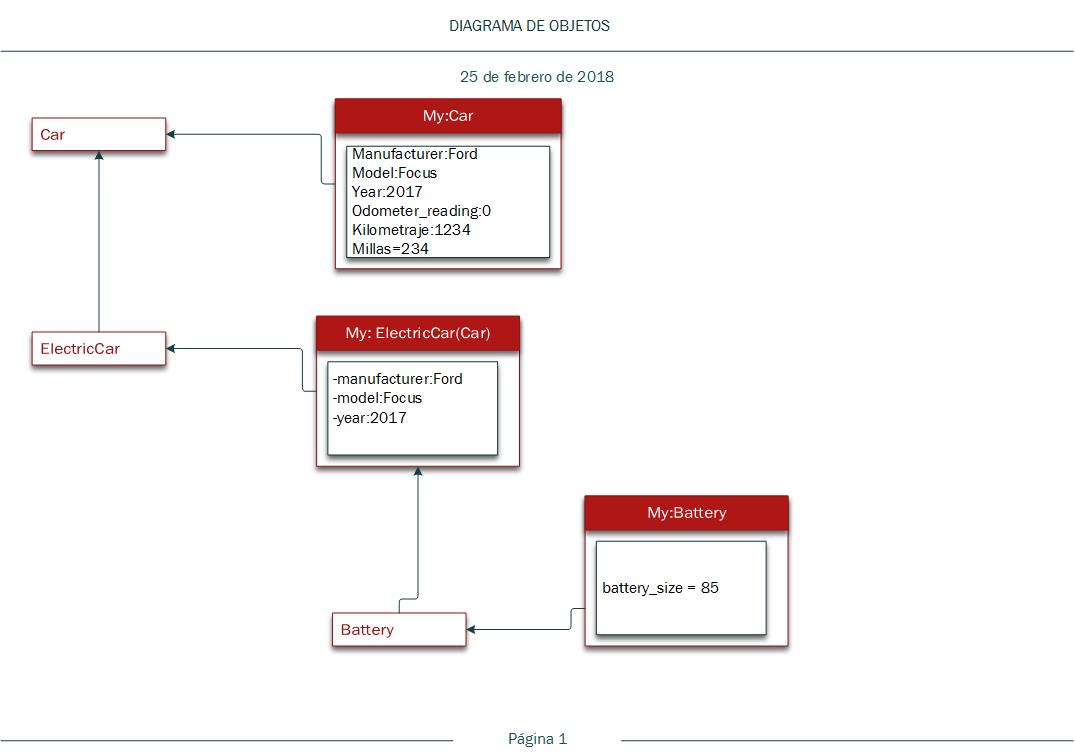 DIAGRAMA DE OBJETOS
25 de febrero de 2018
Car
My:Car
Manufacturer:Ford
Model:Focus
Year:2017
Odometer_reading:0
Kilometraje:1234
Millas=234
ElectricCar
My: ElectricCar(Car)
-manufacturer:Ford
-model:Focus
-year:2017
My:Battery
battery_size = 85
Battery
Página 1